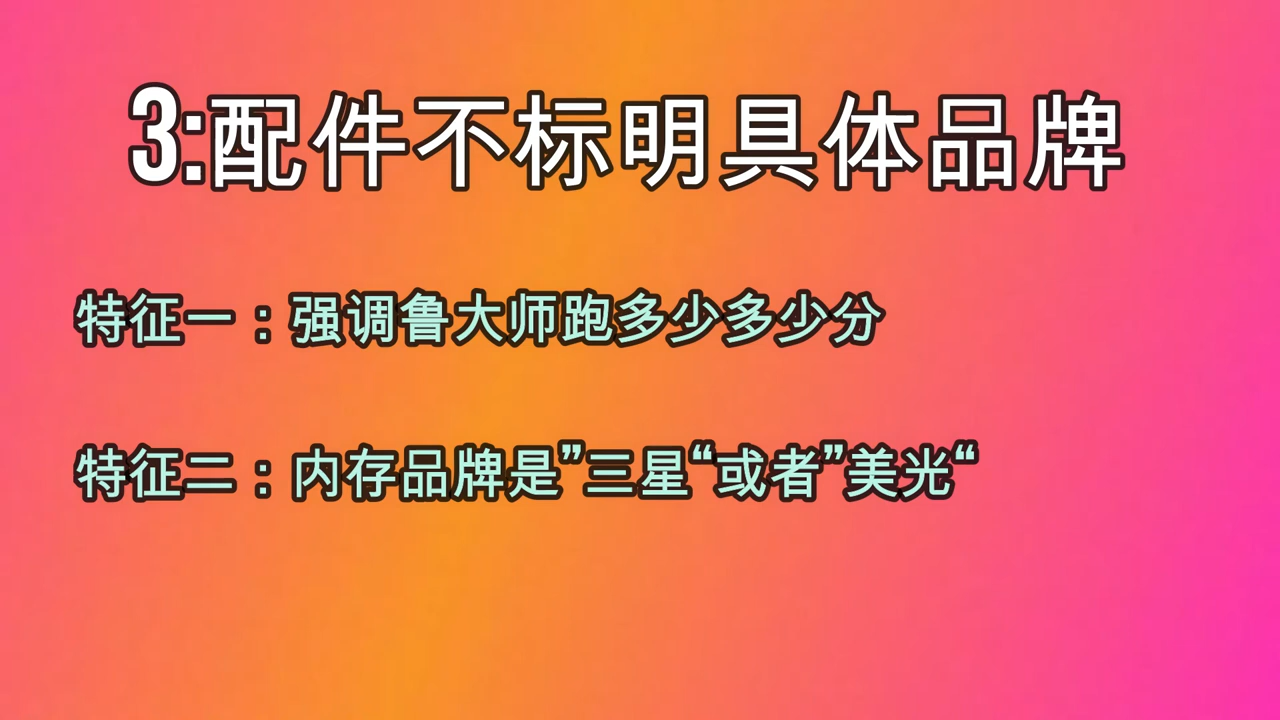 3:配件不标明具体品牌
特征一：强调鲁大师跑多少多少分
特征二：内存品牌是”三星“或者”美光“